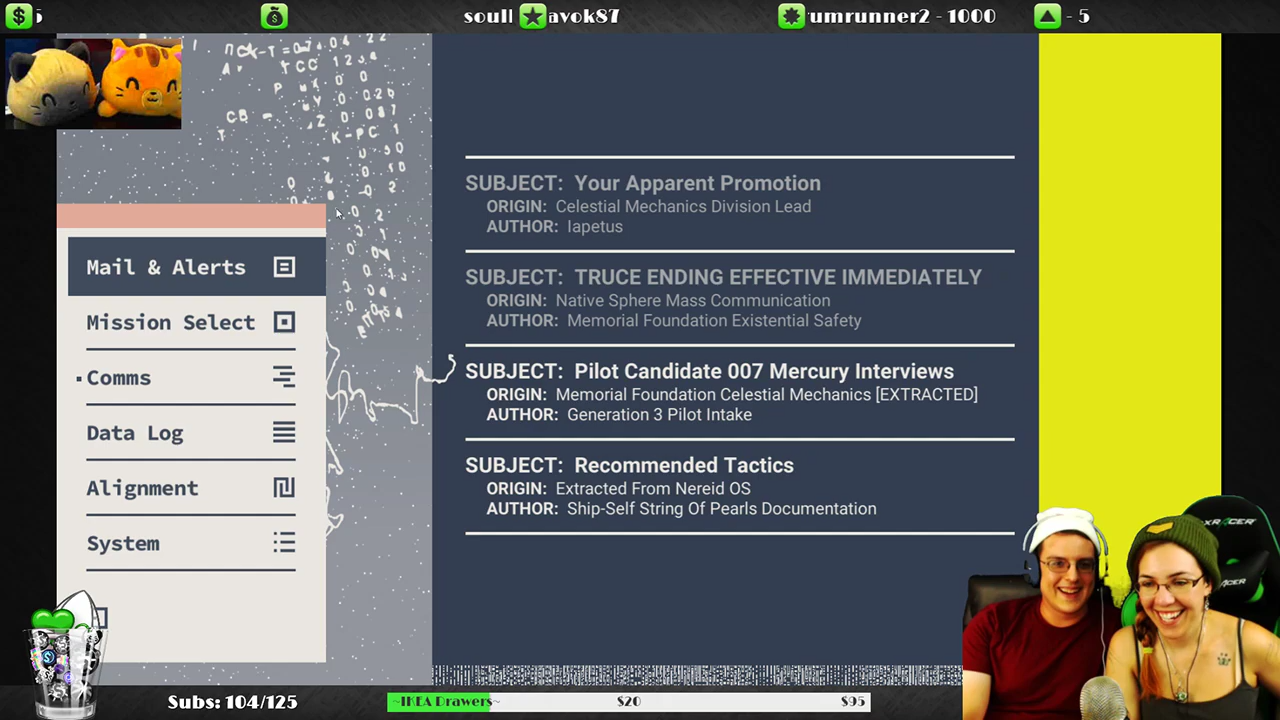 5
soull
avok87
rumrunner2 - 1000
- 5
SUBJECT: Your Apparent Promotion
ORIGIN: Celestial Mechanics Division Lead
AUTHOR: Iapetus
SUBJECT: TRUCE ENDING EFFECTIVE IMMEDIATELY
ORIGIN: Native Sphere Mass Communication
AUTHOR: Memorial Foundation Existential Safety
SUBJECT: Pilot Candidate 007 Mercury Interviews
ORIGIN: Memorial Foundation Celestial Mechanics [EXTRACTED]
AUTHOR: Generation 3 Pilot Intake
SUBJECT: Recommended Tactics
ORIGIN: Extracted From Nereid OS
AUTHOR: Ship-Self String Of Pearls Documentation
Mail & Alerts
Mission Select
Comms
Data Log
Alignment
System
Subs: 104/125
~IKEA Drawers~
$20
$95